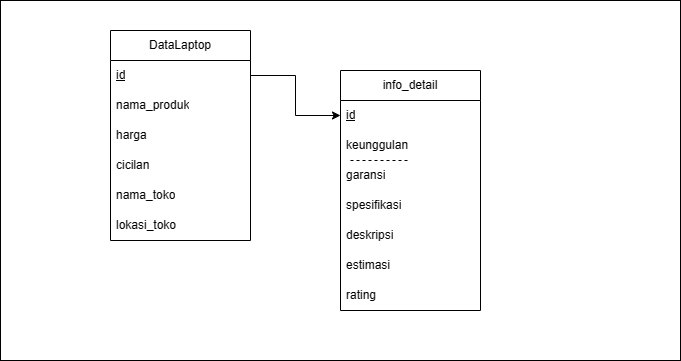 DataLaptop
id
nama_produk
harga
cicilan
nama_toko
lokasi_toko
info_detail
id
keunggulan
garansi
spesifikasi
deskripsi
estimasi
rating